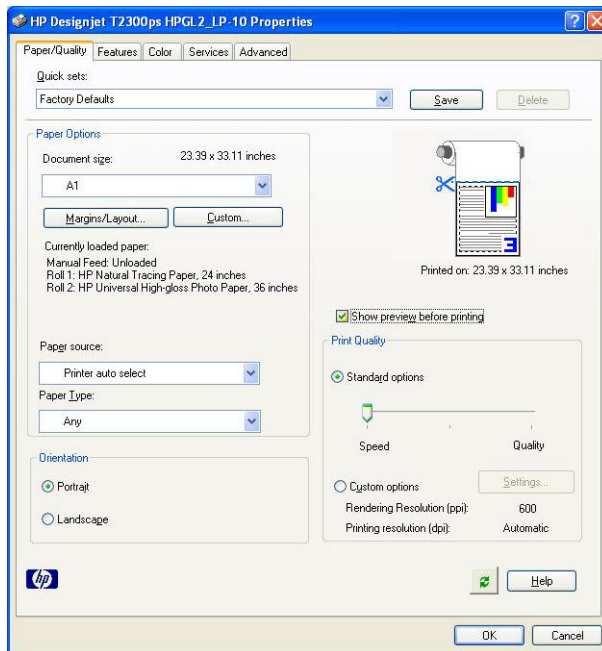 HP Designjet T2300ps HPGL2_LP-10 Properties
Paper/Quality Features Color Services Advanced
Quick sets:
Factory Defaults
Save
Delete
Paper Options
Document size:
23.39 x 33.11 inches
A1
Margins/Layout...
Custom...
Currently loaded paper:
Manual Feed: Unloaded
Roll 1: HP Natural Tracing Paper, 24 inches
Roll 2: HP Universal High-gloss Photo Paper, 36 inches
Paper source:
Printer auto select
Paper Type:
Any
Orientation
Portrait
Landscape
3
Printed on: 23.39 x 33.11 inches
Show preview before printing
Print Quality
Standard options
Speed
Quality
Custom options
Settings...
Rendering Resolution (ppi): 600
Printing resolution (dpi): Automatic
hp
Help
OK
Cancel